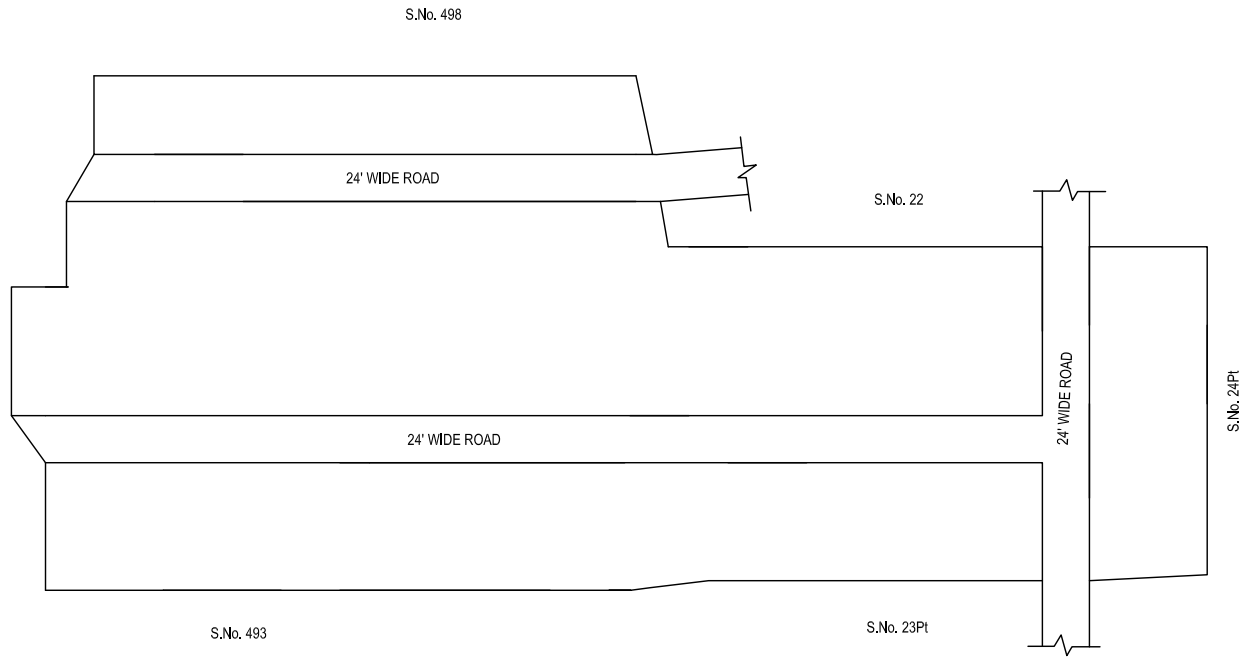 S.No. 498
24' WIDE ROAD
S.No. 22
24' WIDE ROAD
S.No. 24Pt
24' WIDE ROAD
S.No. 493
S.No. 23Pt